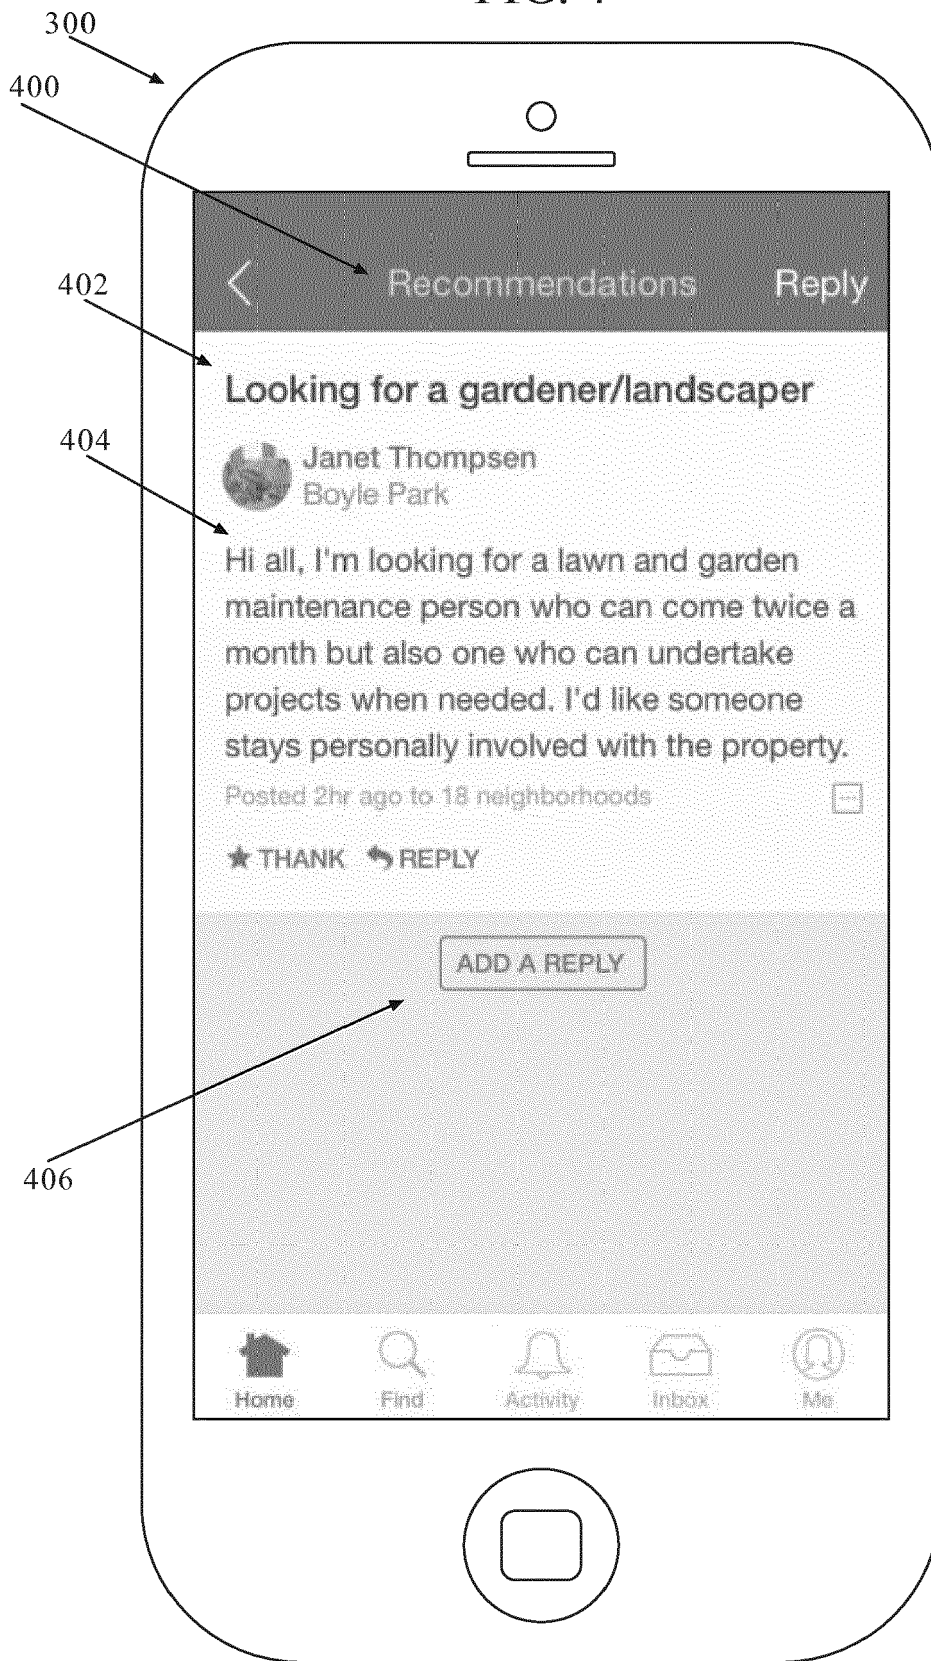 300
400
< Recommendations Reply
402
Looking for a gardener/landscaper
404
Janet Thompsen
Boyle Park
Hi all, I'm looking for a lawn and garden
maintenance person who can come twice a
month but also one who can undertake
projects when needed. I'd like someone
stays personally involved with the property.
Posted 2hr ago to 18 neighborhoods
THANK REPLY
ADD A REPLY
406
Home Find Activity Inbox Me